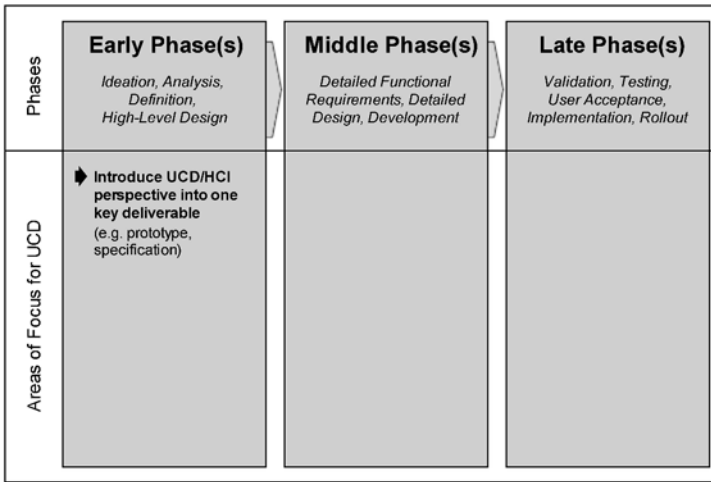 Phases
Early Phase(s)
Ideation, Analysis,
Definition,
High-Level Design
Middle Phase(s)
Detailed Functional
Requirements, Detailed
Design, Development
Late Phase(s)
Validation, Testing,
User Acceptance,
Implementation, Rollout
Areas of Focus for UCD
Introduce UCD/HCI
perspective into one
key deliverable
(e.g. prototype,
specification)